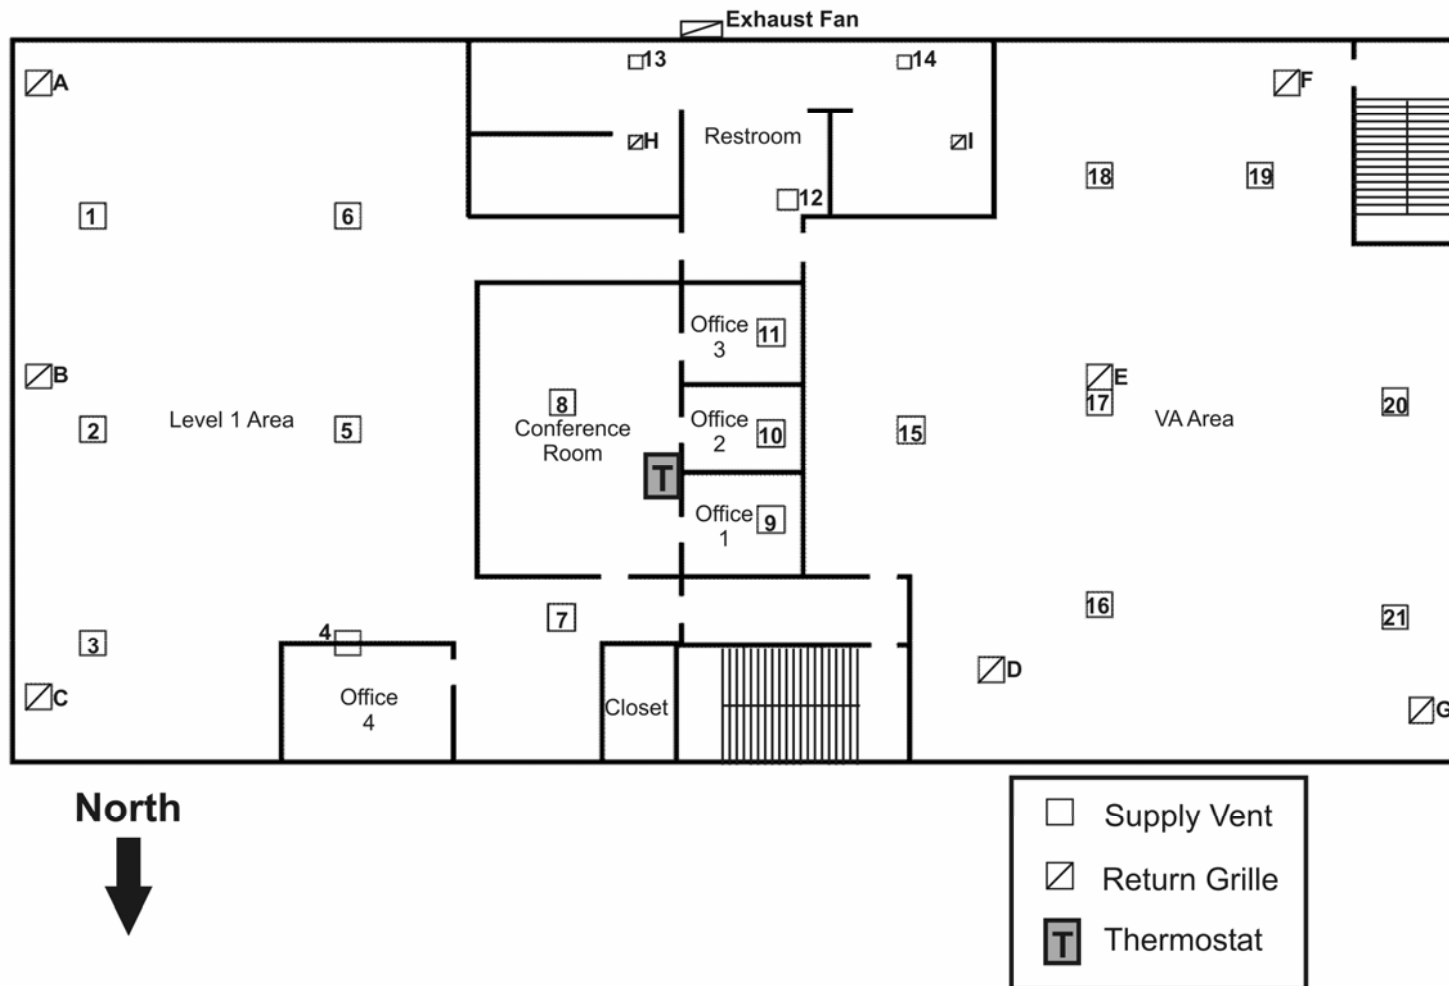 Exhaust Fan
13
14
A
F
H
Restroom
I
18
19
12
1
6
Office
3
11
B
E
8
17
20
Level 1 Area
Conference
Room
Office
2
10
2
5
15
VA Area
T
Office
1
9
16
7
21
3
4
D
C
Office
4
Closet
G
North
Supply Vent
Return Grille
T
Thermostat